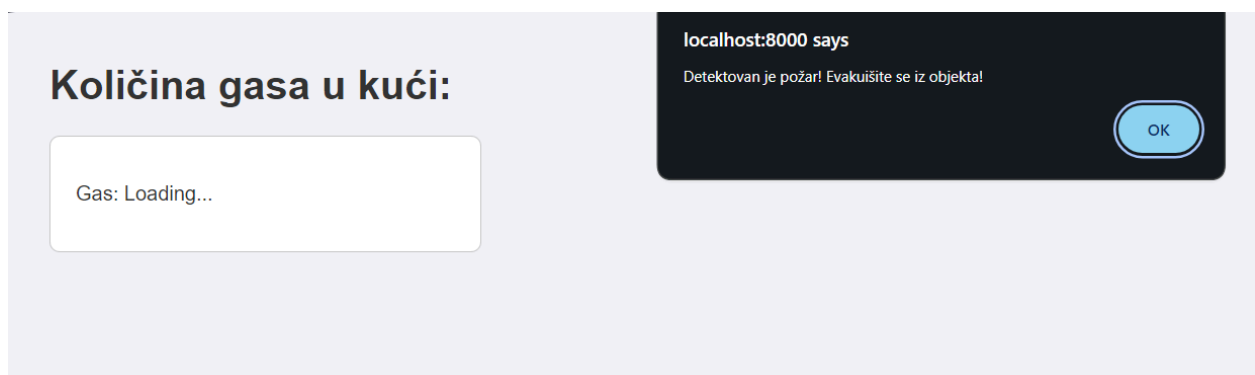 Količina gasa u kući:
Gas: Loading...
localhost:8000 says
Detektovan je požar! Evakuišite se iz objekta!
OK